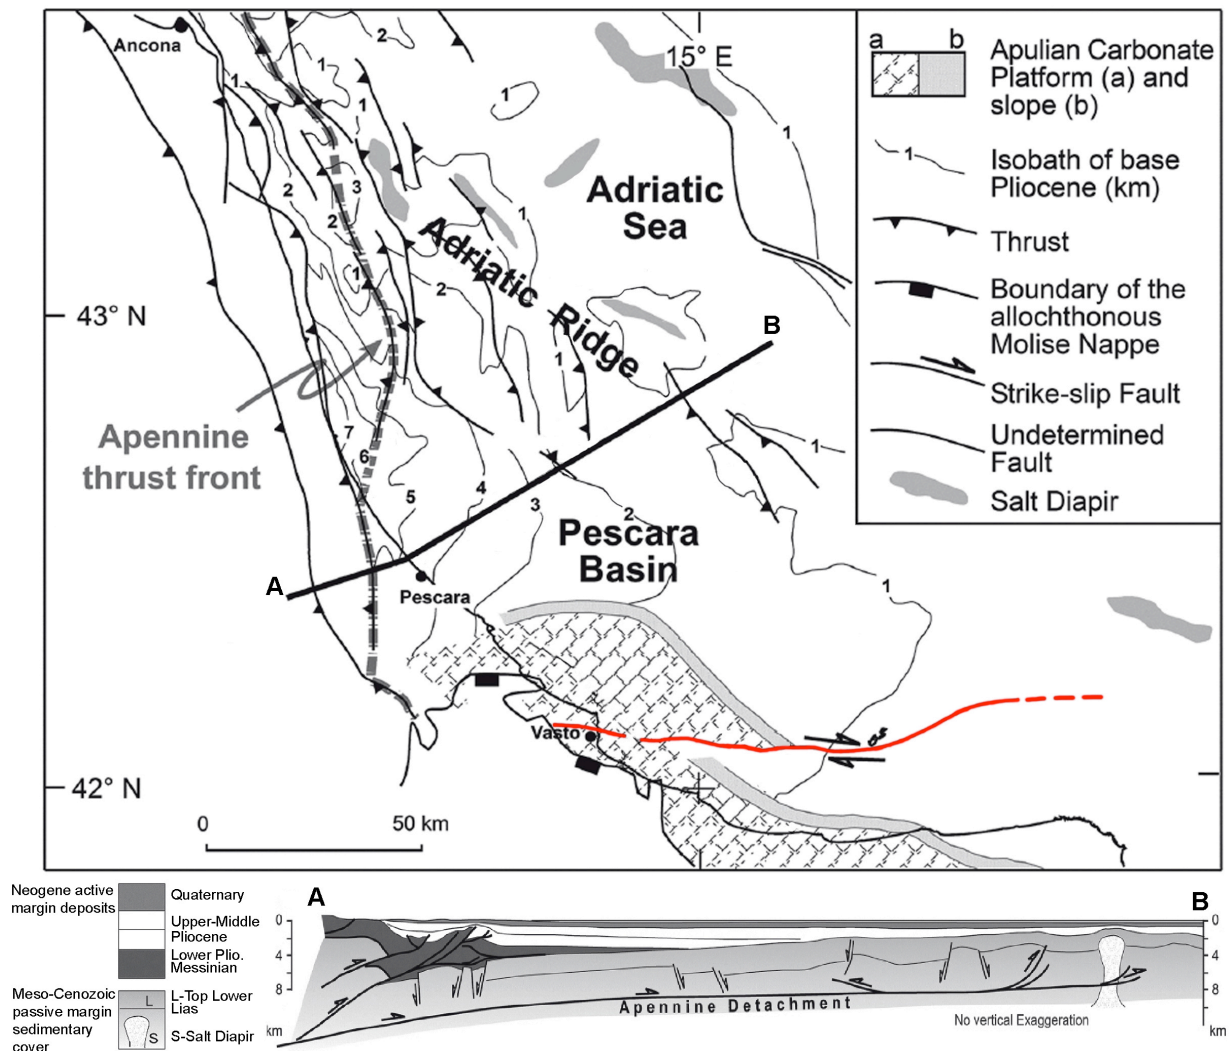 Ancona
15° E
Adriatic
Sea
Adriatic Ridge
43° N
Apennine
thrust front
B
A
Pescara
Pescara
Basin
Vasto
42° N
0 50 km
2
1
1
1
1
1
2
3
2
1
1
2
1
7
6
5
4
3
2
1
1
a b
Apulian Carbonate
Platform (a) and
slope (b)
1
Isobath of base
Pliocene (km)
Thrust
Boundary of the
allochthonous
Molise Nappe
Strike-slip Fault
Undetermined
Fault
Salt Diapir
Neogene active
margin deposits
Quaternary
Upper-Middle
Pliocene
Lower Plio.
Messinian
Meso-Cenozoic
passive margin
sedimentary
cover
L
L-Top Lower
Lias
S
S-Salt Diapir
A
B
0
4
8
km
0
4
8
km
Apennine Detachment
No vertical Exaggeration